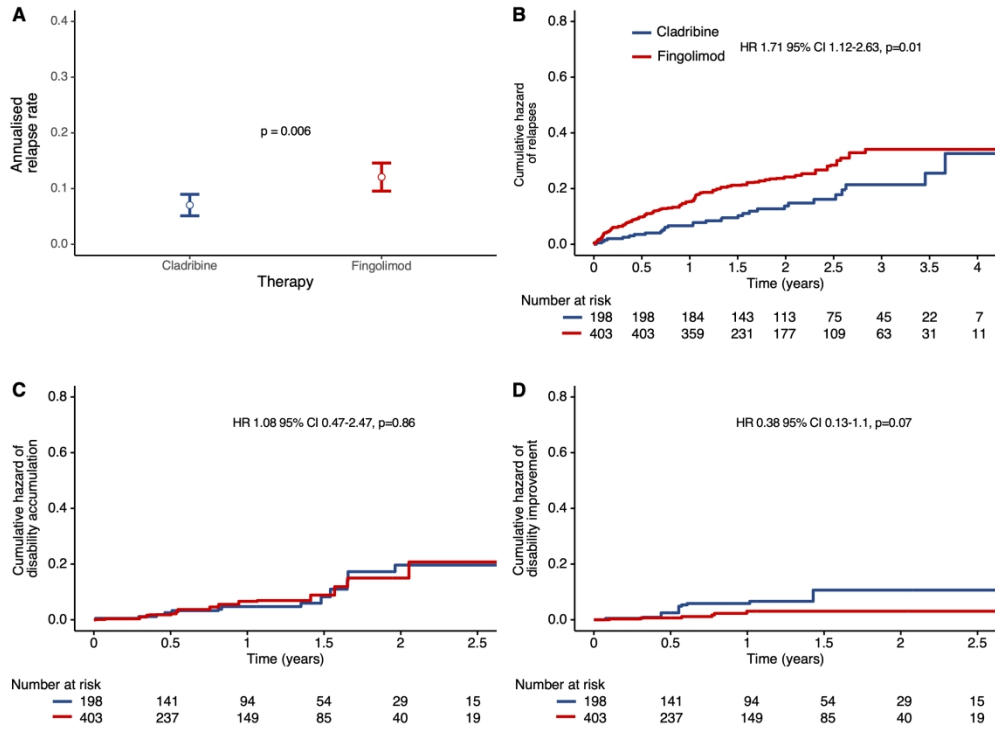 A
Annualised
relapse rate
0.4
0.3
0.2
0.1
0.0
p = 0.006
Cladribine
Fingolimod
Therapy
B
Cumulative hazard
of relapses
0.8
0.6
0.4
0.2
0.0
Cladribine
Fingolimod
HR 1.71 95% CI 1.12-2.63, p=0.01
0 0.5 1 1.5 2 2.5 3 3.5 4
Time (years)
Number at risk
198 198 184 143 113 75 45 22 7
403 403 359 231 177 109 63 31 11
C
Cumulative hazard of
disability accumulation
0.8
0.6
0.4
0.2
0.0
HR 1.08 95% CI 0.47-2.47, p=0.86
0 0.5 1 1.5 2 2.5
Time (years)
Number at risk
198 141 94 54 29 15
403 237 149 85 40 19
D
Cumulative hazard of
disability improvement
0.8
0.6
0.4
0.2
0.0
HR 0.38 95% CI 0.13-1.1, p=0.07
0 0.5 1 1.5 2 2.5
Time (years)
Number at risk
198 141 94 54 29 15
403 237 149 85 40 19